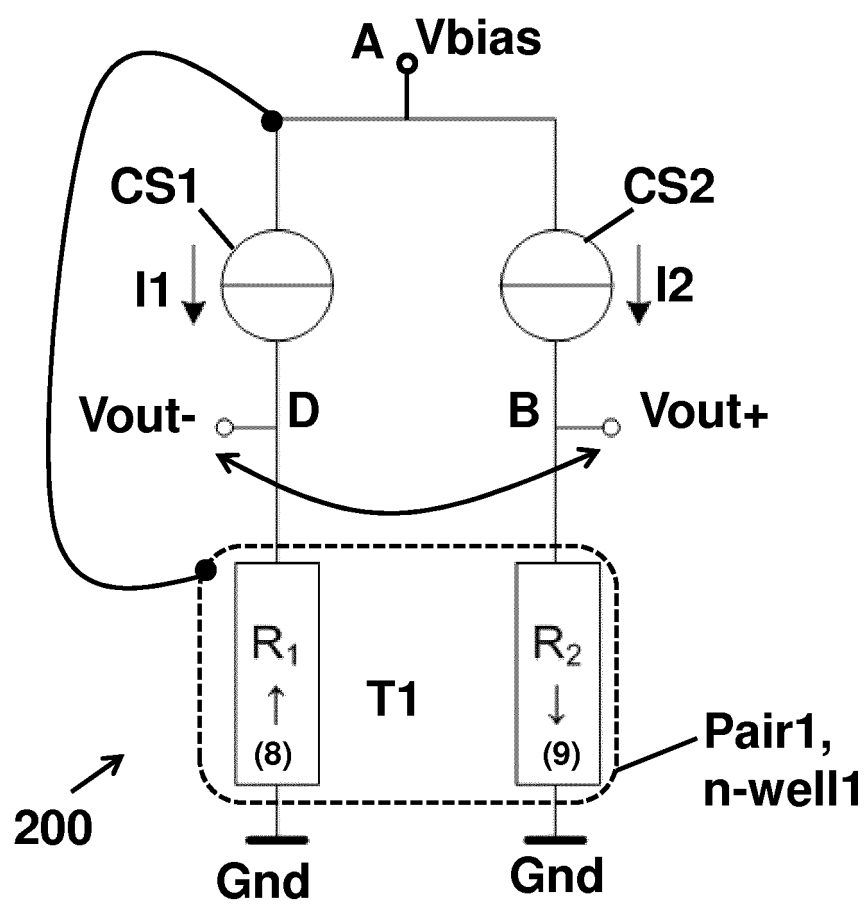 A Vbias
CS1
CS2
I1
I2
Vout-
D
B
Vout+
R1
R2
↑
T1
↓
(8)
(9)
Pair1,
n-well1
200
Gnd
Gnd